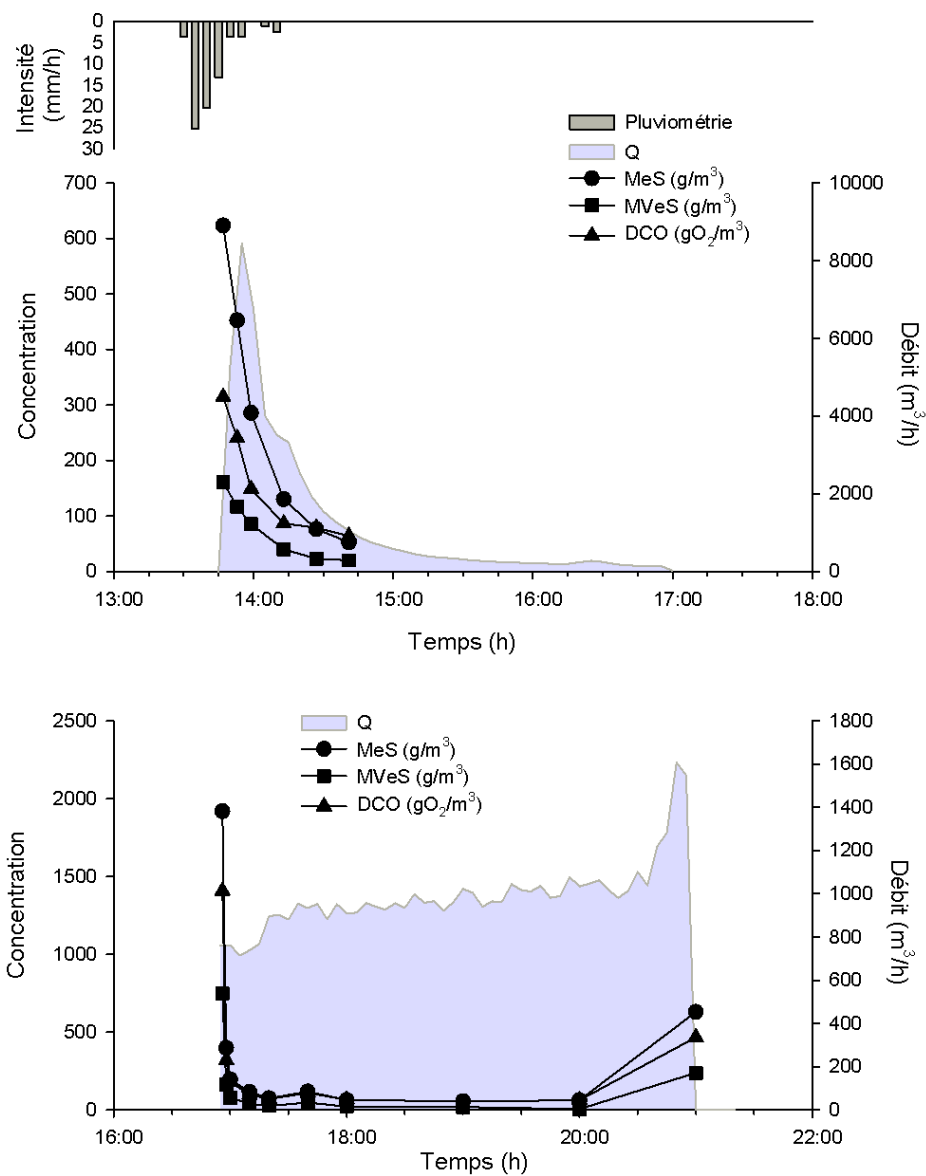 Intensité
(mm/h)
0
5
10
15
20
25
30
Pluviométrie
Q
MeS (g/m³)
MVeS (g/m³)
DCO (gO₂/m³)
Concentration
700
600
500
400
300
200
100
0
10000
8000
6000
4000
2000
0
Débit (m³/h)
13:00 14:00 15:00 16:00 17:00 18:00
Temps (h)
Q
MeS (g/m³)
MVeS (g/m³)
DCO (gO₂/m³)
Concentration
2500
2000
1500
1000
500
0
1800
1600
1400
1200
1000
800
600
400
200
0
Débit (m³/h)
16:00 18:00 20:00 22:00
Temps (h)